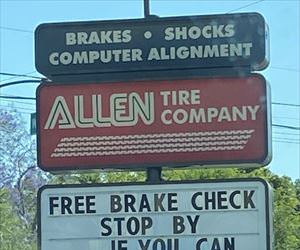 BRAKES • SHOCKS
COMPUTER ALIGNMENT
ALLEN TIRE
COMPANY
FREE BRAKE CHECK
STOP BY
IF YOU CAN